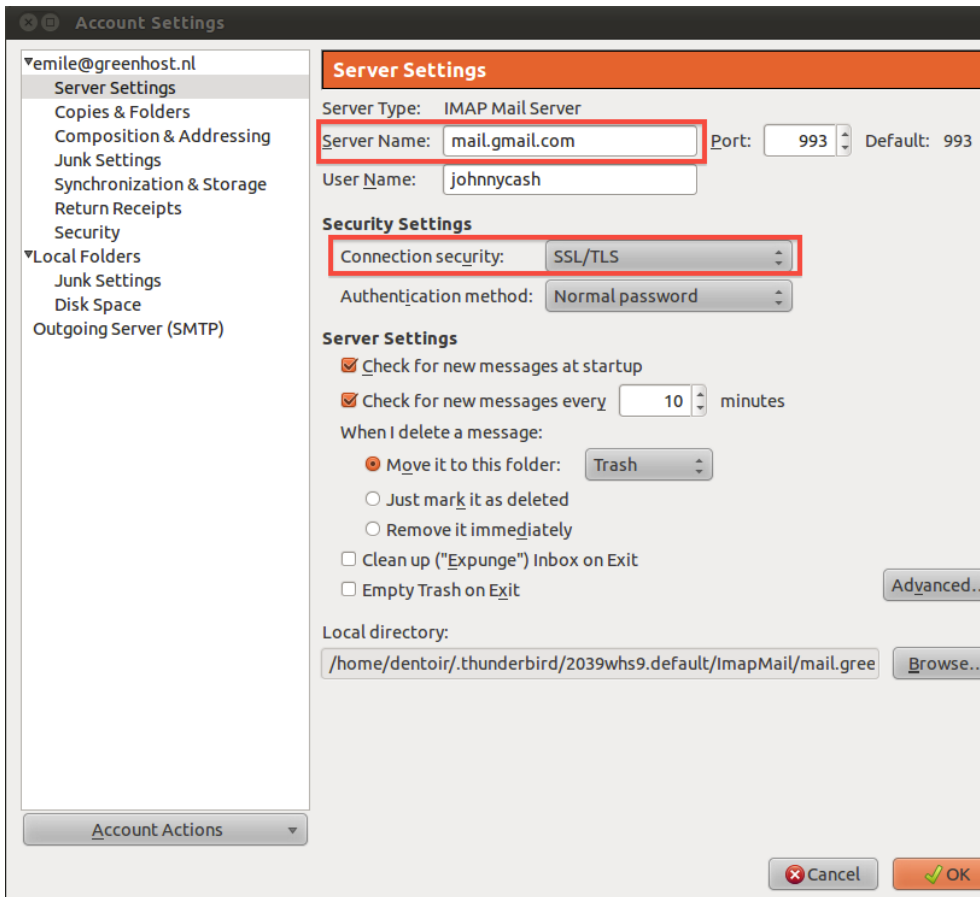 Account Settings
emile@greenhost.nl
Server Settings
Copies & Folders
Composition & Addressing
Junk Settings
Synchronization & Storage
Return Receipts
Security
Local Folders
Junk Settings
Disk Space
Outgoing Server (SMTP)
Account Actions
Server Settings
Server Type: IMAP Mail Server
Server Name: mail.gmail.com Port: 993 Default: 993
User Name: johnnycash
Security Settings
Connection security: SSL/TLS
Authentication method: Normal password
Server Settings
Check for new messages at startup
Check for new messages every 10 minutes
When I delete a message:
Move it to this folder: Trash
Just mark it as deleted
Remove it immediately
Clean up ("Expunge") Inbox on Exit
Empty Trash on Exit
Advanced..
Local directory:
/home/dentoir/.thunderbird/2039whs9.default/ImapMail/mail.gree Browse..
Cancel OK